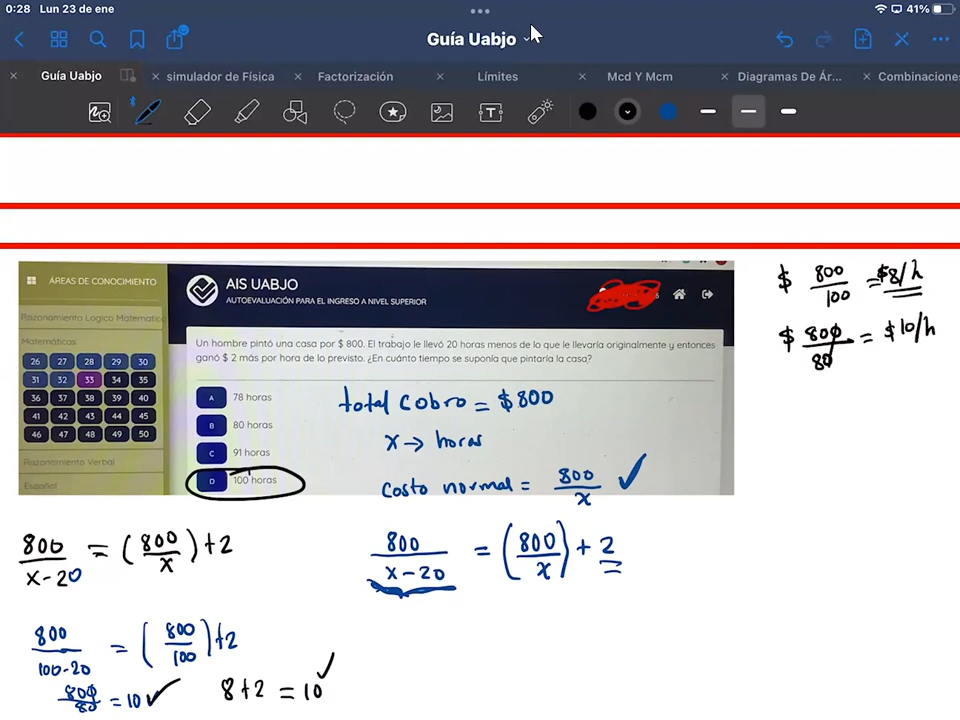 0:28 Lun 23 de ene 41%
Guía Uabjo
Guía Uabjo simulador de Física Factorización Límites Mcd Y Mcm Diagramas De Ár... Combinacione
ÁREAS DE CONOCIMIENTO
Razonamiento Logico Matematico
Matemáticas
26 27 28 29 30
31 32 33 34 35
36 37 38 39 40
41 42 43 44 45
46 47 48 49 50
Razonamiento Verbal
Español
AIS UABJO
AUTOEVALUACIÓN PARA EL INGRESO A NIVEL SUPERIOR
Un hombre pintó una casa por $ 800. El trabajo le llevó 20 horas menos de lo que le llevaría originalmente y entonces
ganó $ 2 más por hora de lo previsto. ¿En cuánto tiempo se suponía que pintaría la casa?
A 78 horas
B 80 horas
C 91 horas
D 100 horas
total cobro = $800
x → horas
costo normal = 800/x ✓
$ 800/100 = $8/h
$ 800/80 = $10/h
800/(x-20) = (800/x) + 2
800/(x-20) = (800/x) + 2
800/(100-20) = (800/100) + 2
800/80 = 10 ✓ 8 + 2 = 10 ✓